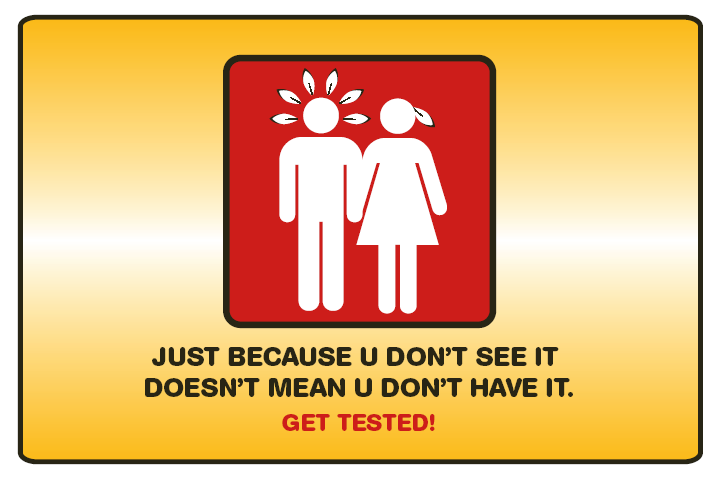 JUST BECAUSE U DON'T SEE IT
DOESN'T MEAN U DON'T HAVE IT.
GET TESTED!